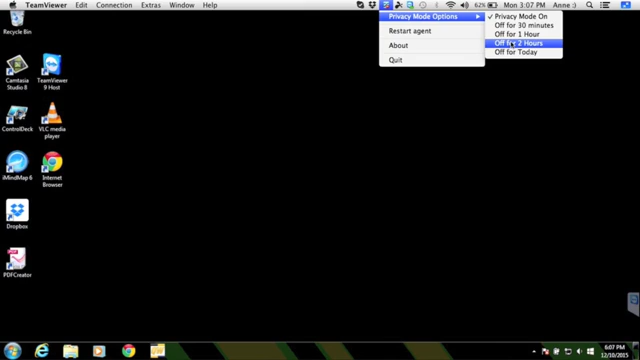 TeamViewer Edit Connection Extras Window Help 62% Mon 3:07 PM
Privacy Mode Options
Restart agent
About
Quit
✓ Privacy Mode On
Off for 30 minutes
Off for 1 Hour
Off for 2 Hours
Off for Today
Recycle Bin
Camtasia Studio 8
TeamViewer 9 Host
ControlDeck
VLC media player
iMindMap 6
Internet Browser
Dropbox
PDFCreator
6:07 PM
12/10/2015